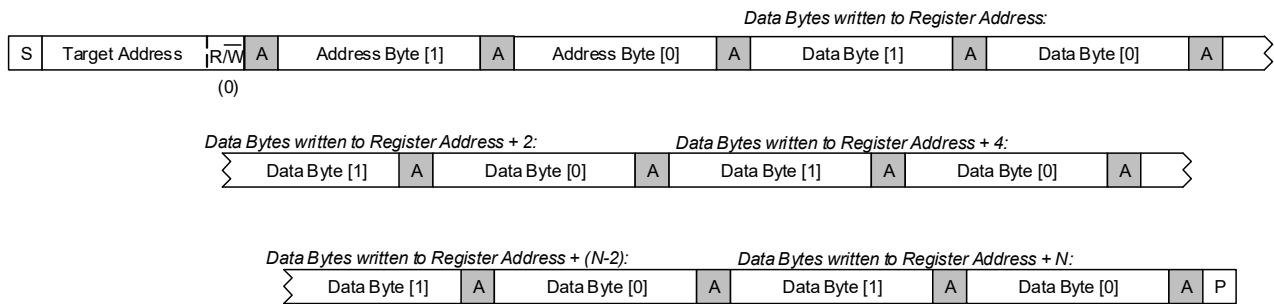 Data Bytes written to Register Address:
S Target Address R/W̅ A Address Byte [1] A Address Byte [0] A Data Byte [1] A Data Byte [0] A
(0)
Data Bytes written to Register Address + 2: Data Bytes written to Register Address + 4:
Data Byte [1] A Data Byte [0] A Data Byte [1] A Data Byte [0] A
Data Bytes written to Register Address + (N-2): Data Bytes written to Register Address + N:
Data Byte [1] A Data Byte [0] A Data Byte [1] A Data Byte [0] A P